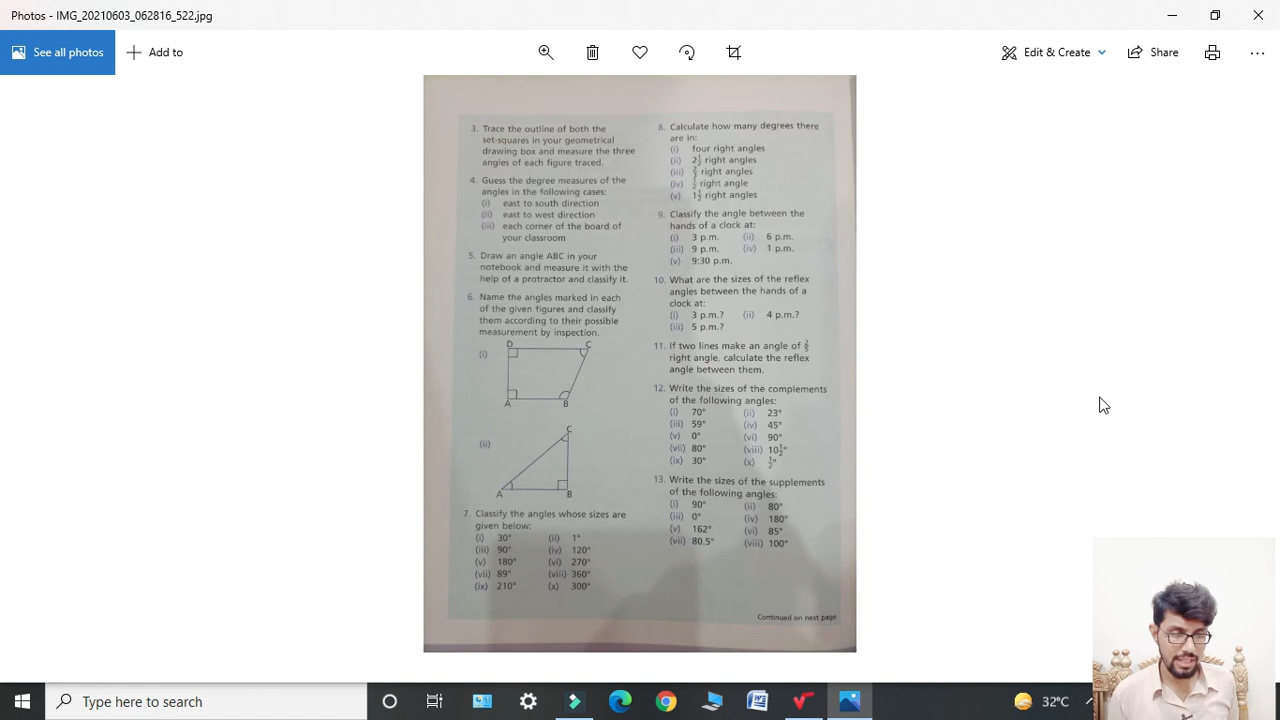 Photos - IMG_20210603_062816_522.jpg
See all photos
Add to
Edit & Create
Share
3. Trace the outline of both the
set-squares in your geometrical
drawing box and measure the three
angles of each figure traced.
4. Guess the degree measures of the
angles in the following cases:
(i) east to south direction
(ii) east to west direction
(iii) each corner of the board of
your classroom
5. Draw an angle ABC in your
notebook and measure it with the
help of a protractor and classify it.
6. Name the angles marked in each
of the given figures and classify
them according to their possible
measurement by inspection.
(i)
D C
A B
(ii)
C
A B
7. Classify the angles whose sizes are
given below:
(i) 30° (ii) 1°
(iii) 90° (iv) 120°
(v) 180° (vi) 270°
(vii) 89° (viii) 360°
(ix) 210° (x) 300°
8. Calculate how many degrees there
are in:
(i) four right angles
(ii) 2½ right angles
(iii) right angles
(iv) ½ right angle
(v) 1½ right angles
9. Classify the angle between the
hands of a clock at:
(i) 3 p.m. (ii) 6 p.m.
(iii) 9 p.m. (iv) 1 p.m.
(v) 9:30 p.m.
10. What are the sizes of the reflex
angles between the hands of a
clock at:
(i) 3 p.m.? (ii) 4 p.m.?
(iii) 5 p.m.?
11. If two lines make an angle of
right angle, calculate the reflex
angle between them.
12. Write the sizes of the complements
of the following angles:
(i) 70° (ii) 23°
(iii) 59° (iv) 45°
(v) 0° (vi) 90°
(vii) 80° (viii) 10½°
(ix) 30° (x) ½°
13. Write the sizes of the supplements
of the following angles:
(i) 90° (ii) 80°
(iii) 0° (iv) 180°
(v) 162° (vi) 85°
(vii) 80.5° (viii) 100°
Continued on next page
Type here to search
32°C